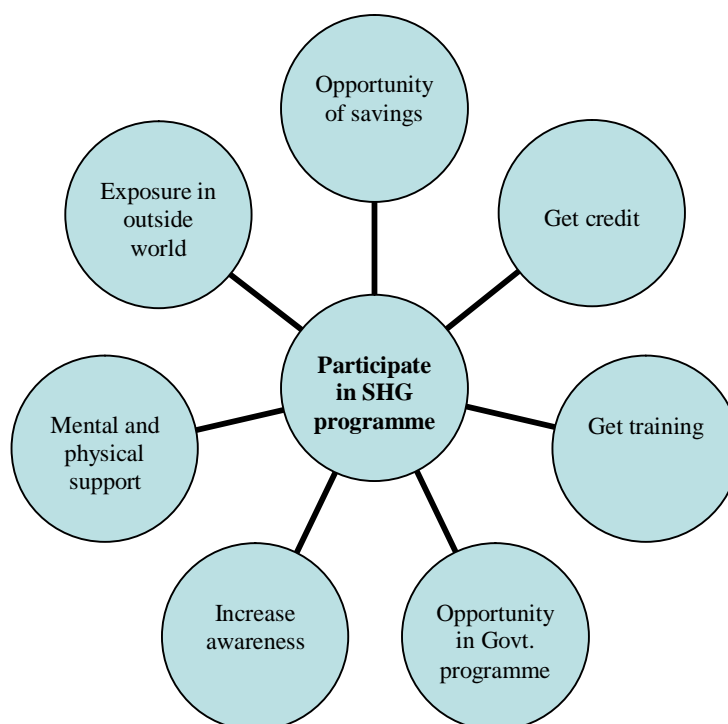 Opportunity
of savings
Exposure in
outside
world
Get credit
Participate
in SHG
programme
Mental and
physical
support
Get training
Increase
awareness
Opportunity
in Govt.
programme